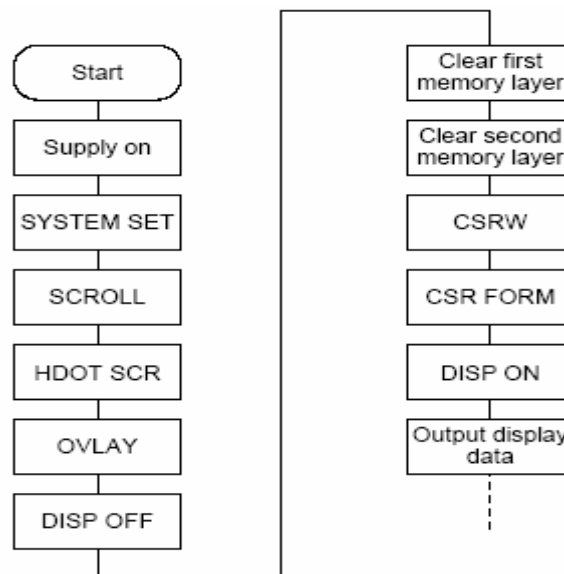 Start
Supply on
SYSTEM SET
SCROLL
HDOT SCR
OVLAY
DISP OFF
Clear first
memory layer
Clear second
memory layer
CSRW
CSR FORM
DISP ON
Output display
data